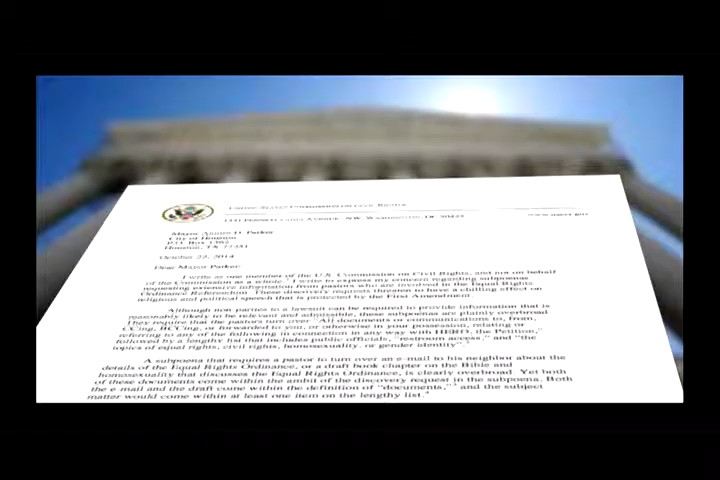 United States Commission on Civil Rights
1331 Pennsylvania Avenue, NW, Washington, DC 20425 www.usccr.gov
Mayor Annise D. Parker
City of Houston
P.O. Box 1562
Houston, TX 77251
October 22, 2014
Dear Mayor Parker:
I write as one member of the U.S. Commission on Civil Rights, and not on behalf
of the Commission as a whole. I write to express my concern regarding subpoenas
requesting extensive information from pastors who are involved in the Equal Rights
Ordinance Referendum. These discovery requests threaten to have a chilling effect on
religious and political speech that is protected by the First Amendment.
Although non parties to a lawsuit can be required to provide information that is
reasonably likely to be relevant and admissible, these subpoenas are plainly overbroad
They require that the pastors turn over "All documents or communications to, from,
CCing, BCCing, or forwarded to you, or otherwise in your possession, relating or
referring to any of the following in connection in any way with HERO, the Petition,"
followed by a lengthy list that includes public officials, "restroom access," and "the
topics of equal rights, civil rights, homosexuality, or gender identity."
A subpoena that requires a pastor to turn over an e-mail to his neighbor about the
details of the Equal Rights Ordinance, or a draft book chapter on the Bible and
homosexuality that discusses the Equal Rights Ordinance, is clearly overbroad Yet both
of these documents come within the ambit of the discovery request in the subpoena. Both
the e-mail and the draft come within the definition of "documents," and the subject
matter would come within at least one item on the lengthy list.